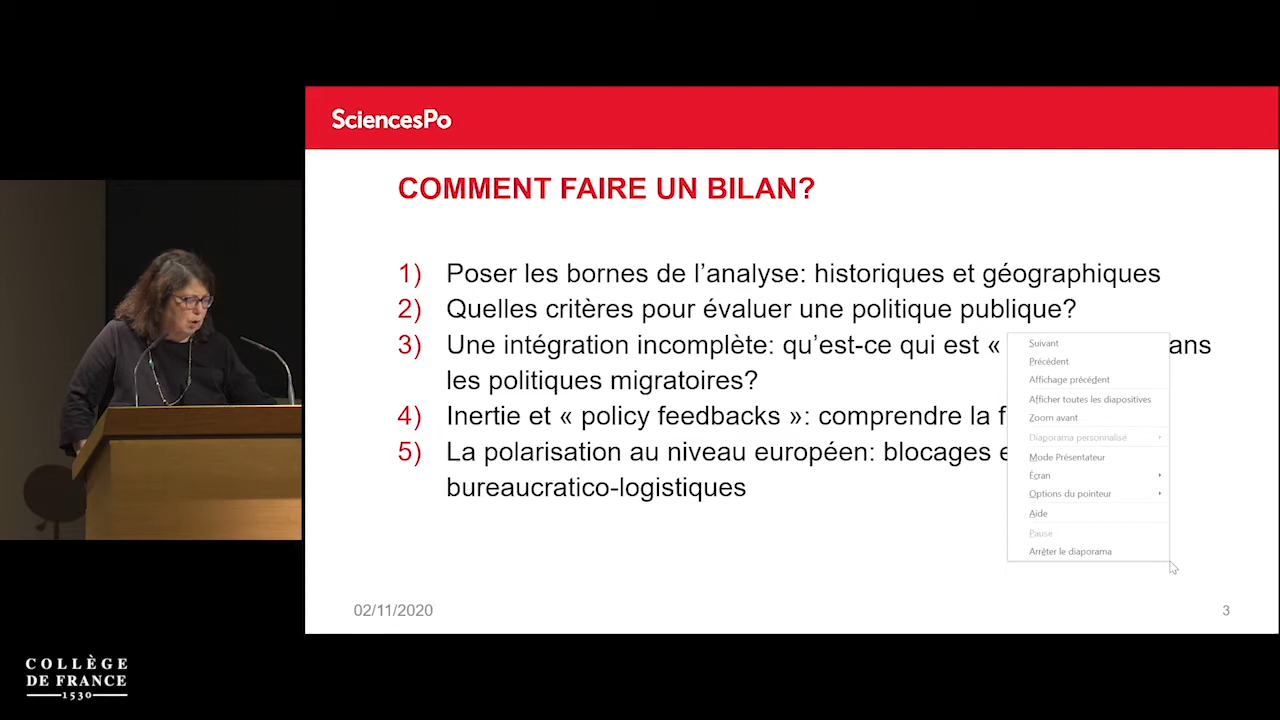 SciencesPo
COMMENT FAIRE UN BILAN?
1) Poser les bornes de l’analyse: historiques et géographiques
2) Quelles critères pour évaluer une politique publique?
3) Une intégration incomplète: qu’est-ce qui est «
les politiques migratoires?
4) Inertie et « policy feedbacks »: comprendre la
5) La polarisation au niveau européen: blocages
bureaucratico-logistiques
Suivant
Précédent
Affichage précédent
Afficher toutes les diapositives
Zoom avant
Diaporama personnalisé
Mode Présentateur
Écran
Options du pointeur
Aide
Pause
Arrêter le diaporama
02/11/2020
3
COLLÈGE
DE FRANCE
1530